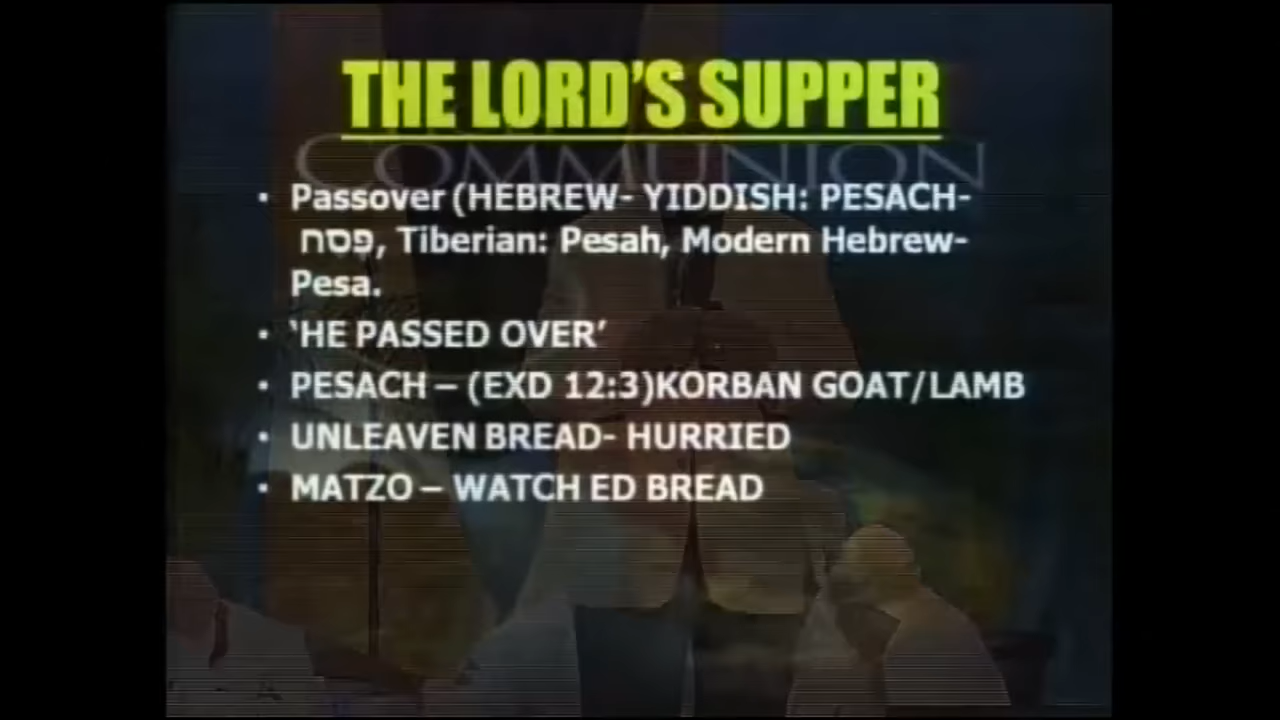 THE LORD'S SUPPER
COMMUNION
• Passover (HEBREW- YIDDISH: PESACH-
פסח, Tiberian: Pesah, Modern Hebrew-
Pesa.
• ‘HE PASSED OVER’
• PESACH – (EXD 12:3)KORBAN GOAT/LAMB
• UNLEAVEN BREAD- HURRIED
• MATZO – WATCH ED BREAD